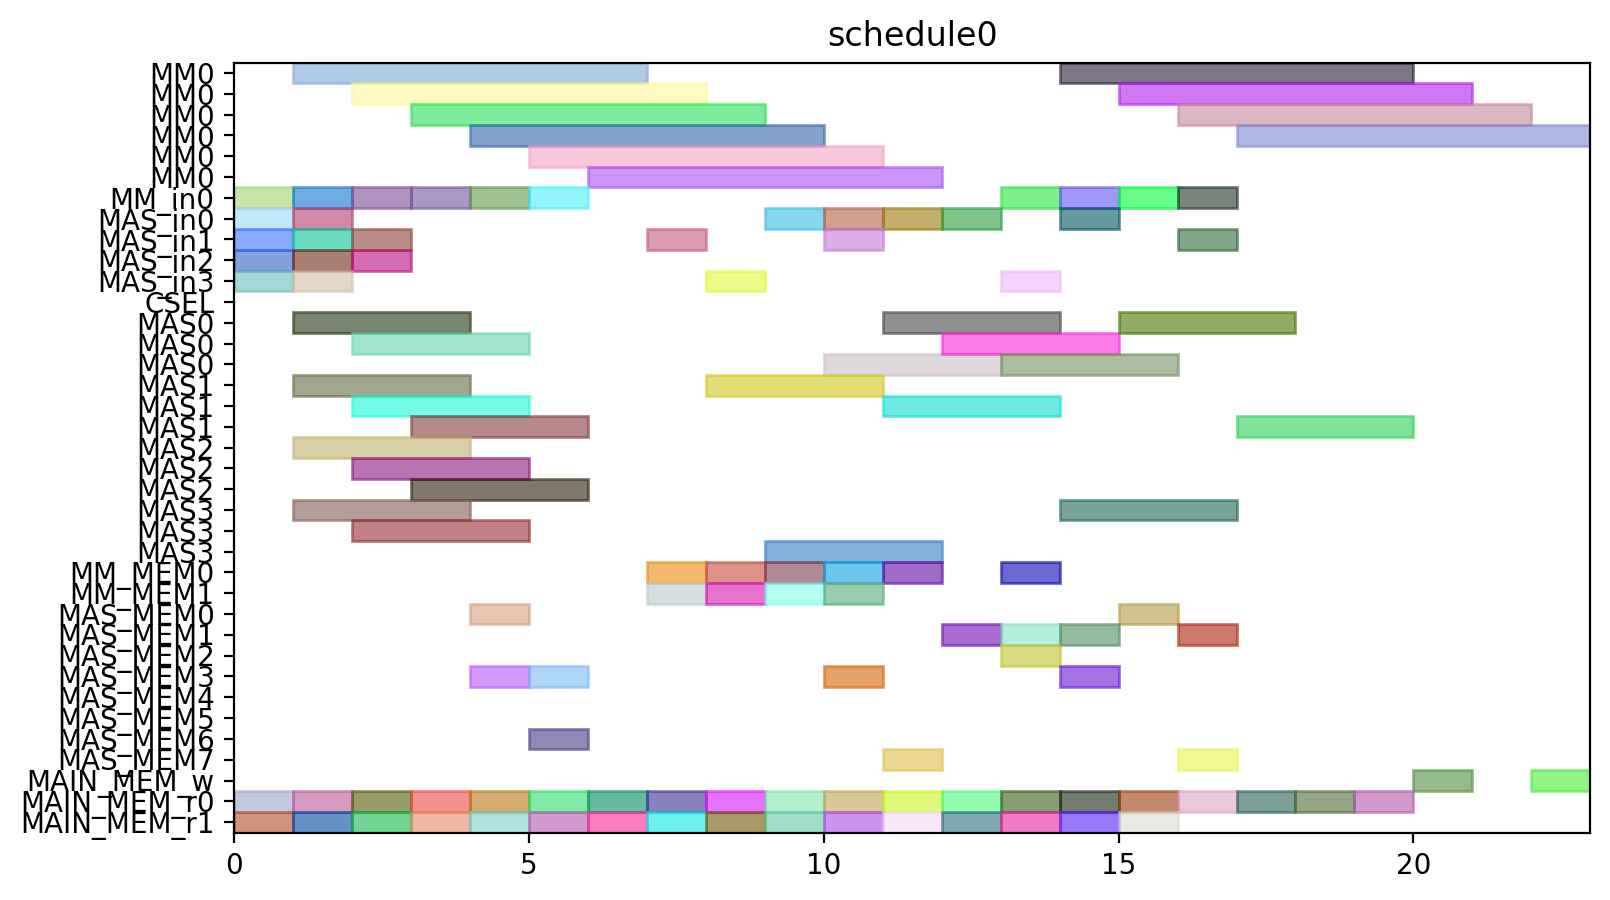 schedule0
MM0
MM0
MM0
MM0
MM0
MM0
MM_in0
MAS_in0
MAS_in1
MAS_in2
MAS_in3
CSEL
MAS0
MAS0
MAS0
MAS1
MAS1
MAS1
MAS2
MAS2
MAS2
MAS3
MAS3
MAS3
MM_MEM0
MM_MEM1
MAS_MEM0
MAS_MEM1
MAS_MEM2
MAS_MEM3
MAS_MEM4
MAS_MEM5
MAS_MEM6
MAS_MEM7
MAIN_MEM_w
MAIN_MEM_r0
MAIN_MEM_r1
0 5 10 15 20